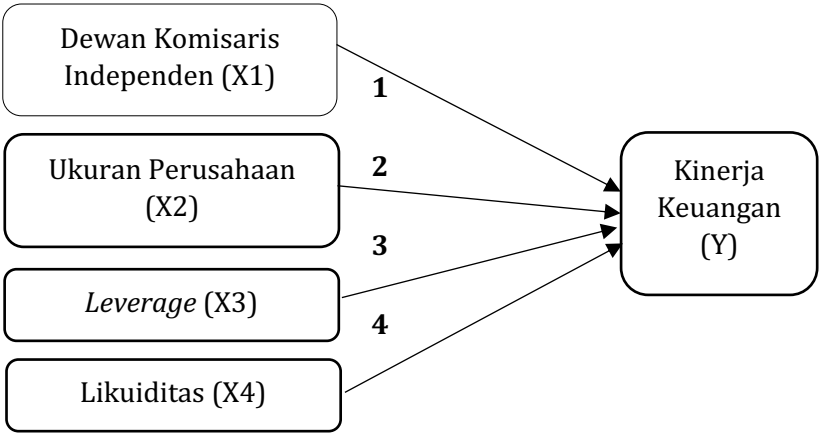 Dewan Komisaris
Independen (X1)
1
Ukuran Perusahaan
(X2)
2
Leverage (X3)
3
Likuiditas (X4)
4
Kinerja
Keuangan
(Y)